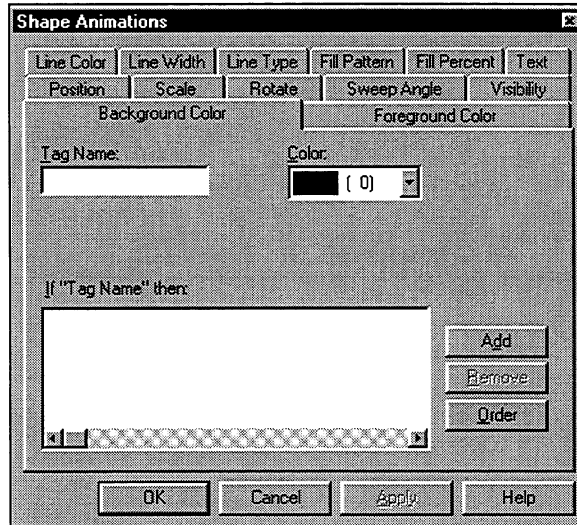 Shape Animations
Line Color Line Width Line Type Fill Pattern Fill Percent Text
Position Scale Rotate Sweep Angle Visibility
Background Color Foreground Color
Tag Name: Color:
( 0)
If "Tag Name" then:
Add
Remove
Order
OK Cancel Apply Help